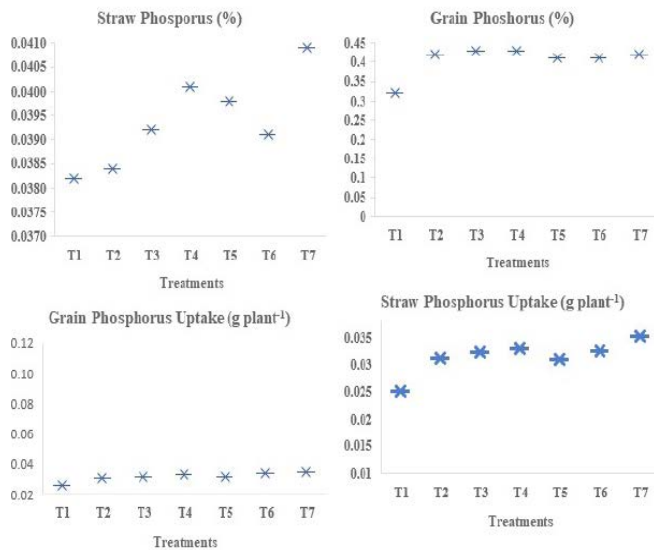 Straw Phosporus (%)
0.0410
0.0405
0.0400
0.0395
0.0390
0.0385
0.0380
0.0375
0.0370
T1 T2 T3 T4 T5 T6 T7
Treatments
Grain Phoshorus (%)
0.45
0.4
0.35
0.3
0.25
0.2
0.15
0.1
0.05
0
T1 T2 T3 T4 T5 T6 T7
Treatments
Grain Phosphorus Uptake (g plant⁻¹)
0.12
0.10
0.08
0.06
0.04
0.02
T1 T2 T3 T4 T5 T6 T7
Treatments
Straw Phosphorus Uptake (g plant⁻¹)
0.035
0.03
0.025
0.02
0.015
0.01
T1 T2 T3 T4 T5 T6 T7
Treatments